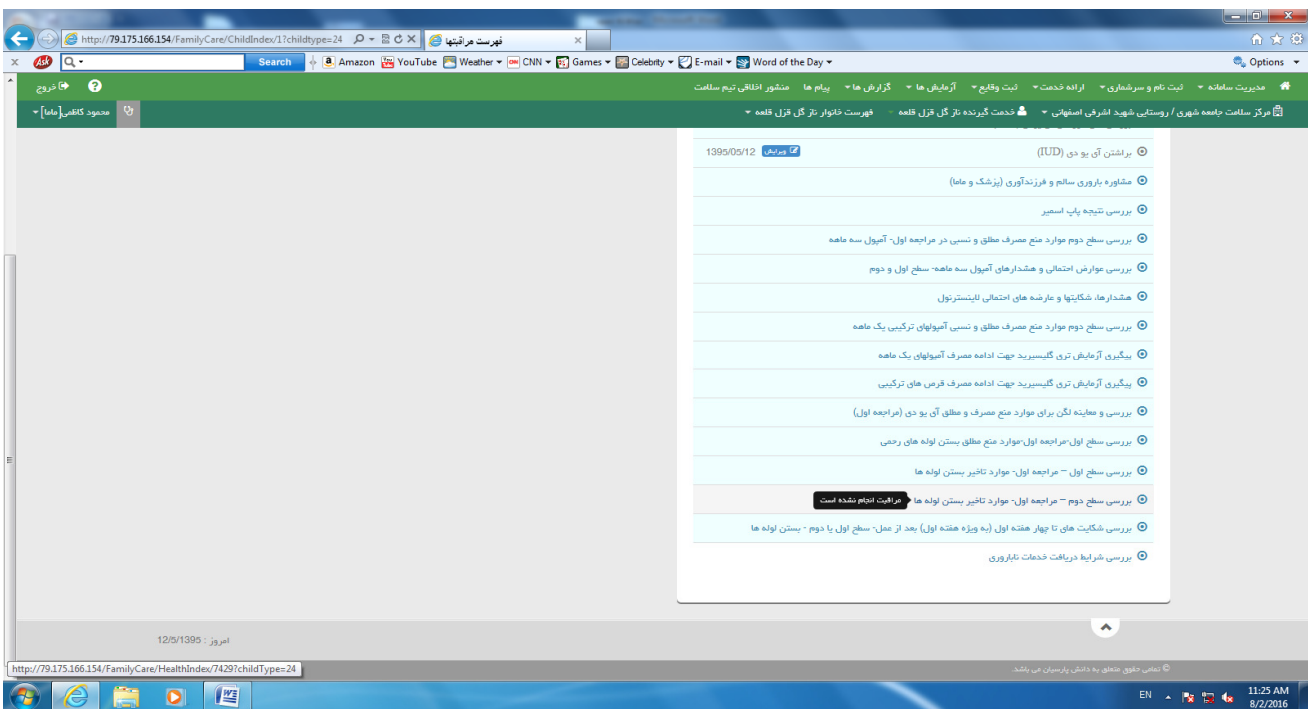 http://79.175.166.154/FamilyCare/ChildIndex/1?childtype=24
فهرست مراقبتها
Ask
Search
Amazon YouTube Weather CNN Games Celebrity E-mail Word of the Day
Options
مدیریت سامانه ثبت نام و سرشماری ارائه خدمت ثبت وقایع آزمایش ها گزارش ها پیام ها منشور اخلاقی تیم سلامت
خروج
مرکز سلامت جامعه شهری / روستایی شهید اشرفی اصفهانی خدمت گیرنده ناز گل قزل قلعه فهرست خانوار ناز گل قزل قلعه
محمود کاظمی[ماما]
براشتن آی یو دی (IUD) ویرایش 1395/05/12
مشاوره باروری سالم و فرزندآوری (پزشک و ماما)
بررسی نتیجه پاپ اسمیر
بررسی سطح دوم موارد منع مصرف مطلق و نسبی در مراجعه اول- آمپول سه ماهه
بررسی عوارض احتمالی و هشدارهای آمپول سه ماهه- سطح اول و دوم
هشدارها، شکایتها و عارضه های احتمالی لاینسترنول
بررسی سطح دوم موارد منع مصرف مطلق و نسبی آمپولهای ترکیبی یک ماهه
پیگیری آزمایش تری گلیسیرید جهت ادامه مصرف آمپولهای یک ماهه
پیگیری آزمایش تری گلیسیرید جهت ادامه مصرف قرص های ترکیبی
بررسی و معاینه لگن برای موارد منع مصرف و مطلق آی یو دی (مراجعه اول)
بررسی سطح اول-مراجعه اول-موارد منع مطلق بستن لوله های رحمی
بررسی سطح اول – مراجعه اول- موارد تاخیر بستن لوله ها
بررسی سطح دوم – مراجعه اول- موارد تاخیر بستن لوله ها مراقبت انجام نشده است
بررسی شکایت های تا چهار هفته اول (به ویژه هفته اول) بعد از عمل- سطح اول یا دوم - بستن لوله ها
بررسی شرایط دریافت خدمات ناباروری
امروز : 12/5/1395
© تمامی حقوق متعلق به دانش پارسیان می باشد.
http://79.175.166.154/FamilyCare/HealthIndex/7429?childType=24
EN
11:25 AM
8/2/2016